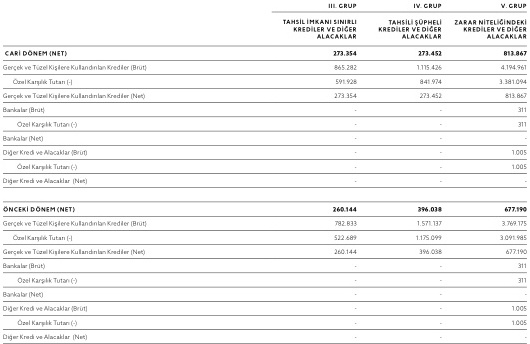 III. GRUP IV. GRUP V. GRUP
TAHSİL İMKANI SINIRLI TAHSİLİ ŞÜPHELİ ZARAR NİTELİĞİNDEKİ
KREDİLER VE DİĞER KREDİLER VE DİĞER KREDİLER VE DİĞER
ALACAKLAR ALACAKLAR ALACAKLAR
CARİ DÖNEM (NET) 273.354 273.452 813.867
Gerçek ve Tüzel Kişilere Kullandırılan Krediler (Brüt) 865.282 1.115.426 4.194.961
Özel Karşılık Tutarı (-) 591.928 841.974 3.381.094
Gerçek ve Tüzel Kişilere Kullandırılan Krediler (Net) 273.354 273.452 813.867
Bankalar (Brüt) - - 311
Özel Karşılık Tutarı (-) - - 311
Bankalar (Net) - - -
Diğer Kredi ve Alacaklar (Brüt) - - 1.005
Özel Karşılık Tutarı (-) - - 1.005
Diğer Kredi ve Alacaklar (Net) - - -
ÖNCEKİ DÖNEM (NET) 260.144 396.038 677.190
Gerçek ve Tüzel Kişilere Kullandırılan Krediler (Brüt) 782.833 1.571.137 3.769.175
Özel Karşılık Tutarı (-) 522.689 1.175.099 3.091.985
Gerçek ve Tüzel Kişilere Kullandırılan Krediler (Net) 260.144 396.038 677.190
Bankalar (Brüt) - - 311
Özel Karşılık Tutarı (-) - - 311
Bankalar (Net) - - -
Diğer Kredi ve Alacaklar (Brüt) - - 1.005
Özel Karşılık Tutarı (-) - - 1.005
Diğer Kredi ve Alacaklar (Net) - - -